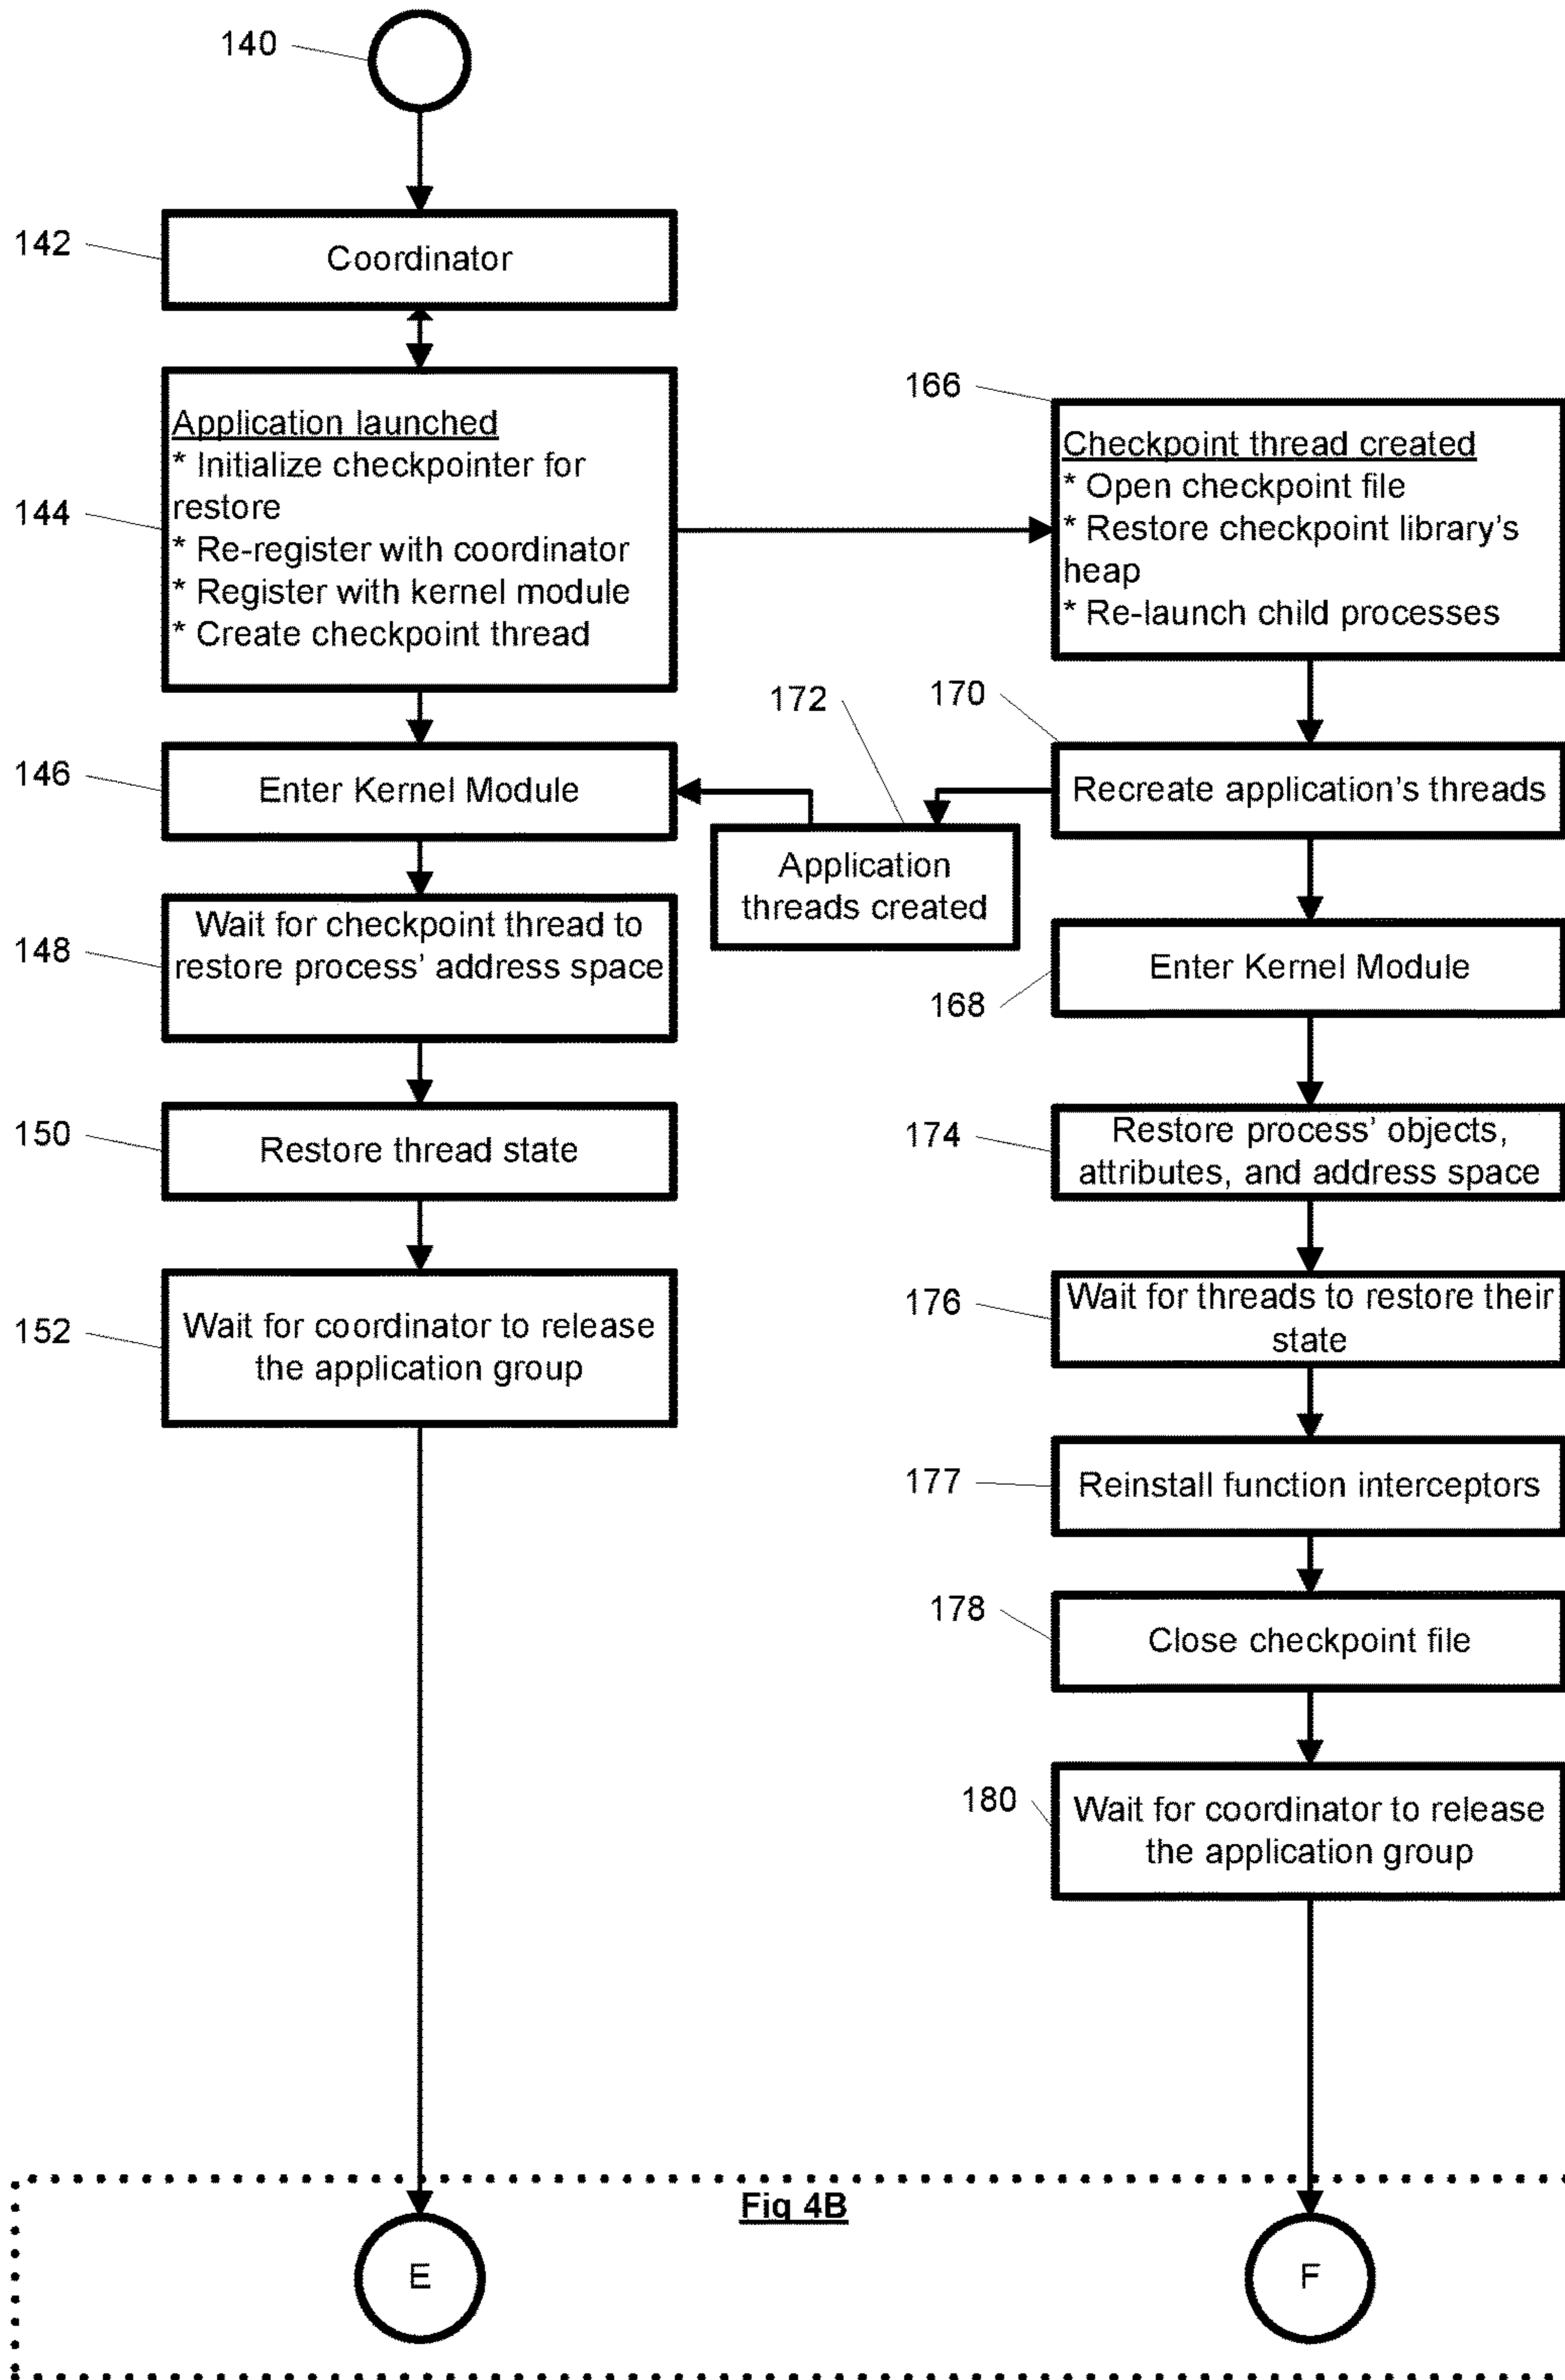 140
142
Coordinator
144
Application launched
* Initialize checkpointer for
restore
* Re-register with coordinator
* Register with kernel module
* Create checkpoint thread
166
Checkpoint thread created
* Open checkpoint file
* Restore checkpoint library's
heap
* Re-launch child processes
172
170
146
Enter Kernel Module
Recreate application's threads
Application
threads created
148
Wait for checkpoint thread to
restore process' address space
Enter Kernel Module
168
150
Restore thread state
174
Restore process' objects,
attributes, and address space
152
Wait for coordinator to release
the application group
176
Wait for threads to restore their
state
177
Reinstall function interceptors
178
Close checkpoint file
180
Wait for coordinator to release
the application group
Fig 4B
E
F